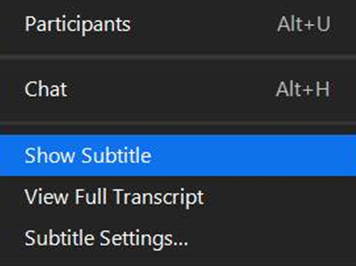 Participants Alt+U
Chat Alt+H
Show Subtitle
View Full Transcript
Subtitle Settings...